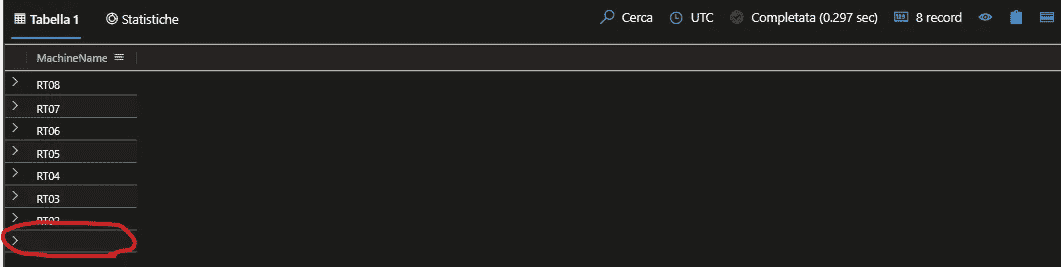 Tabella 1 Statistiche Cerca UTC Completata (0.297 sec) 8 record
MachineName
RT08
RT07
RT06
RT05
RT04
RT03
RT02